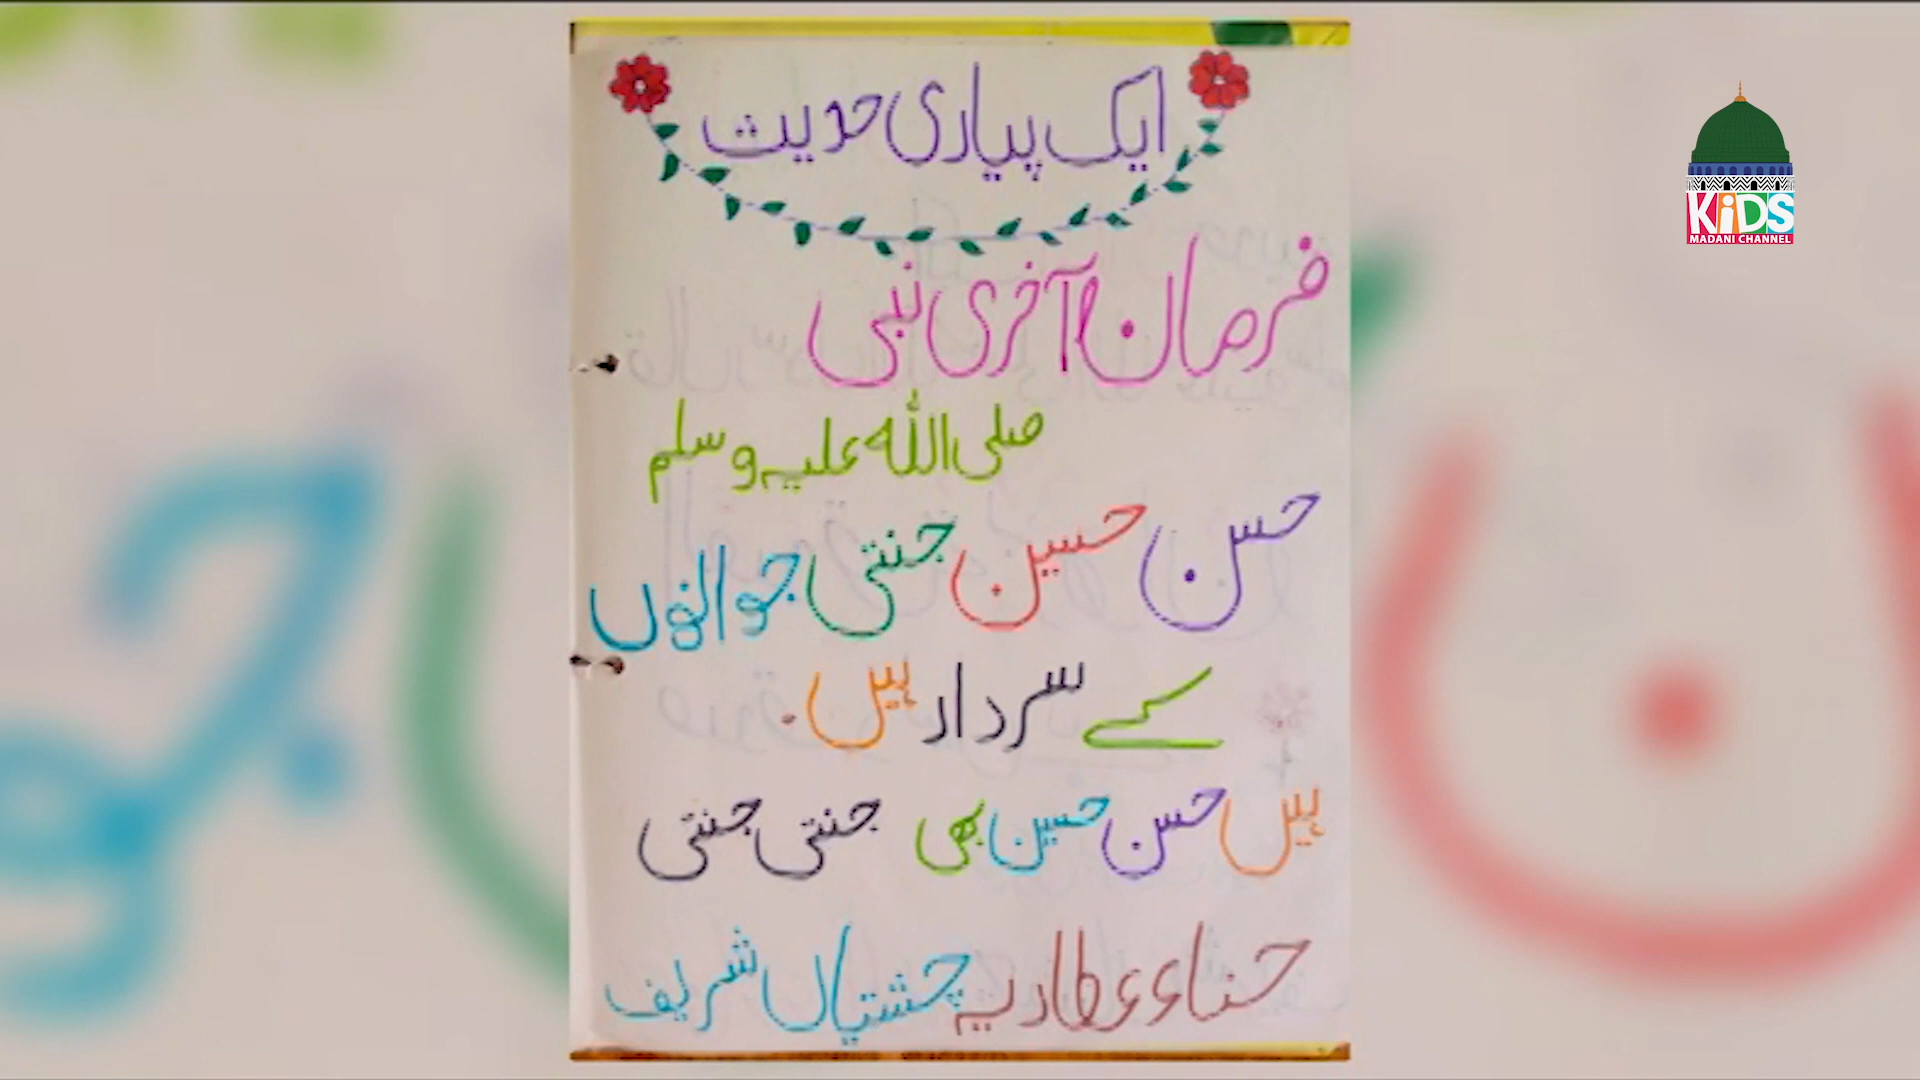 ایک پیاری حدیث
فرمان آخری نبی
صلی اللہ علیہ وسلم
حسن حسین جنتی جوانوں
کے سردار ہیں۔
ہیں حسن حسین بھی جنتی جنتی
حناء عطاریہ چشتیاں شریف
KiDS
MADANI CHANNEL